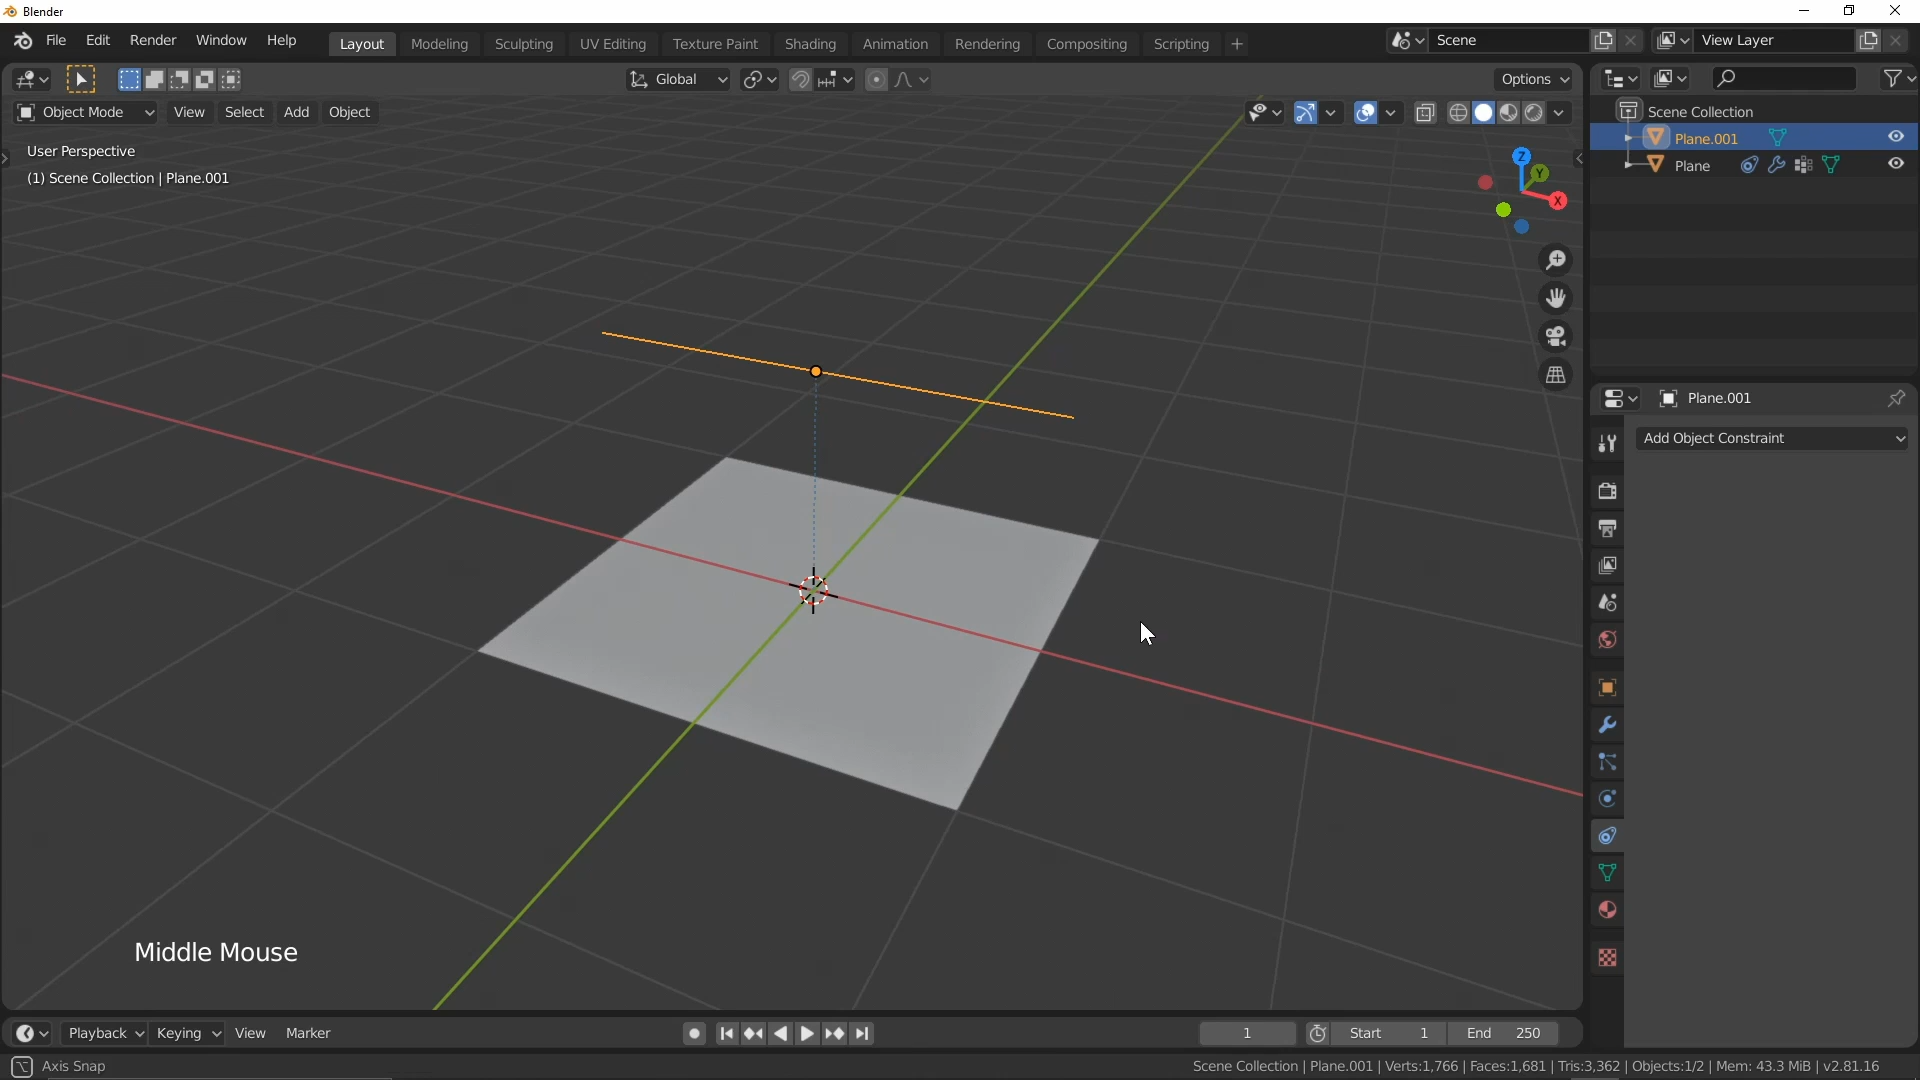 Blender
File Edit Render Window Help Layout Modeling Sculpting UV Editing Texture Paint Shading Animation Rendering Compositing Scripting + Scene View Layer
Global Options
Object Mode View Select Add Object
User Perspective
(1) Scene Collection | Plane.001
Z
Y
X
Scene Collection
Plane.001
Plane
Plane.001
Add Object Constraint
Middle Mouse
Playback Keying View Marker 1 Start 1 End 250
Axis Snap
Scene Collection | Plane.001 | Verts:1,766 | Faces:1,681 | Tris:3,362 | Objects:1/2 | Mem: 43.3 MiB | v2.81.16